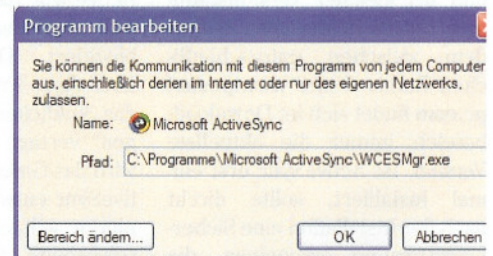 Programm bearbeiten
Sie können die Kommunikation mit diesem Programm von jedem Computer
aus, einschließlich denen im Internet oder nur des eigenen Netzwerks,
zulassen.
Name: Microsoft ActiveSync
Pfad: C:\Programme\Microsoft ActiveSync\WCESMgr.exe
Bereich ändern... OK Abbrechen